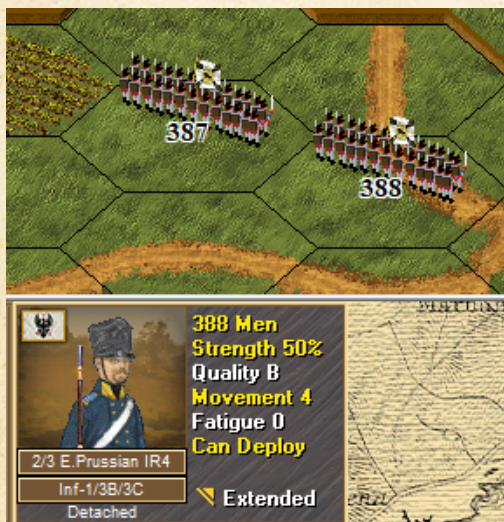 387
388
388 Men
Strength 50%
Quality B
Movement 4
Fatigue 0
Can Deploy
2/3 E.Prussian IR4
Inf-1/3B/3C
Detached
Extended